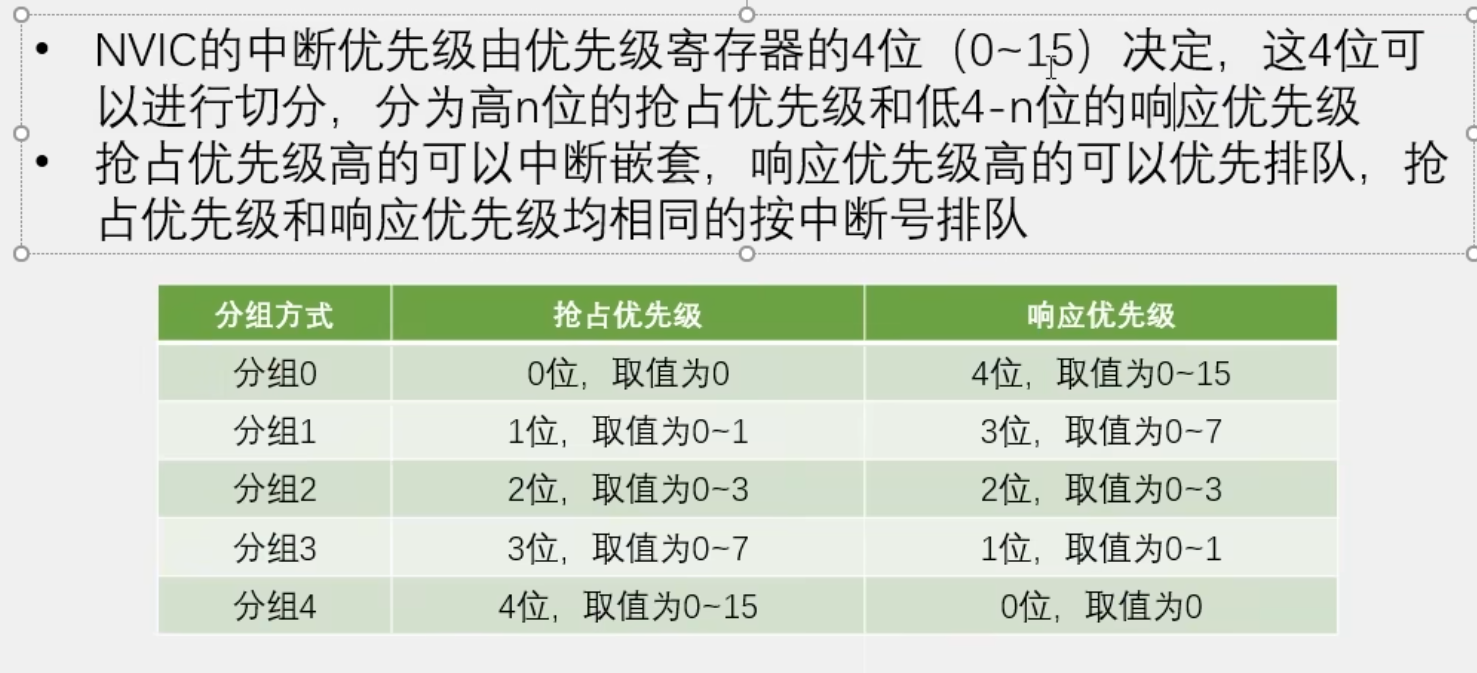 • NVIC的中断优先级由优先级寄存器的4位（0~15）决定，这4位可
以进行切分，分为高n位的抢占优先级和低4-n位的响应优先级
• 抢占优先级高的可以中断嵌套，响应优先级高的可以优先排队，抢
占优先级和响应优先级均相同的按中断号排队
分组方式 抢占优先级 响应优先级
分组0 0位，取值为0 4位，取值为0~15
分组1 1位，取值为0~1 3位，取值为0~7
分组2 2位，取值为0~3 2位，取值为0~3
分组3 3位，取值为0~7 1位，取值为0~1
分组4 4位，取值为0~15 0位，取值为0